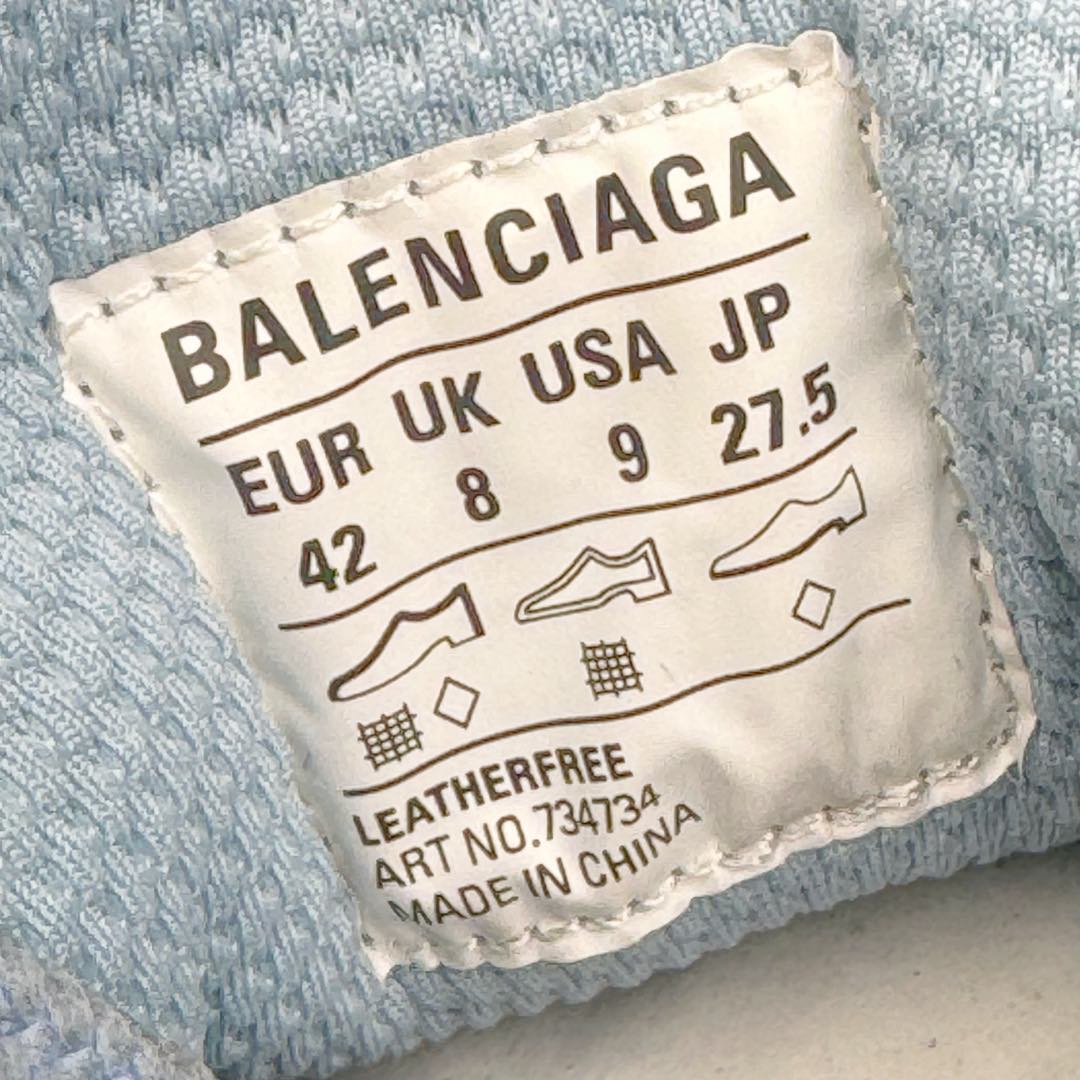 BALENCIAGA
EUR UK USA JP
42 8 9 27.5
LEATHERFREE
ART NO.734734
MADE IN CHINA